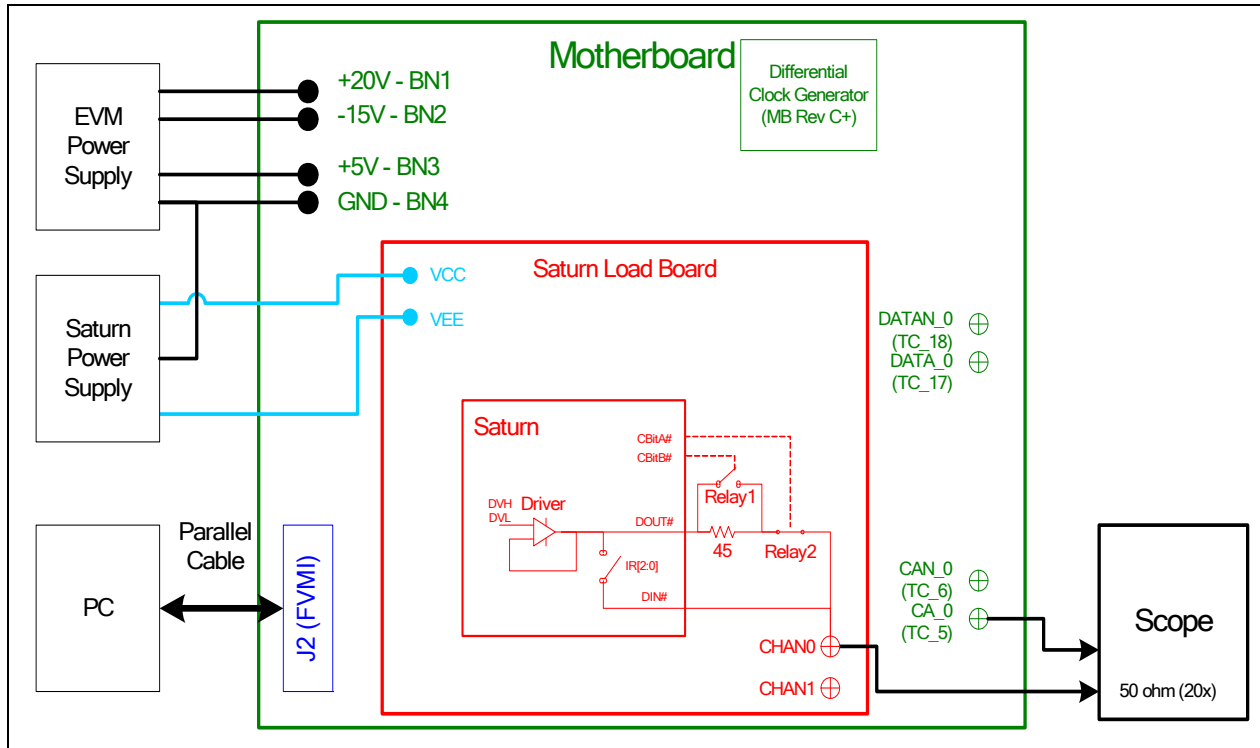 Motherboard
Differential
Clock Generator
(MB Rev C+)
EVM
Power
Supply
+20V - BN1
-15V - BN2
+5V - BN3
GND - BN4
Saturn
Power
Supply
Saturn Load Board
VCC
VEE
DATAN_0
(TC_18)
DATA_0
(TC_17)
Saturn
CBitA#
CBitB#
Relay1
DVH
DVL
Driver
DOUT#
45
Relay2
IR[2:0]
DIN#
PC
Parallel
Cable
J2 (FVMI)
CAN_0
(TC_6)
CA_0
(TC_5)
CHAN0
CHAN1
Scope
50 ohm (20x)